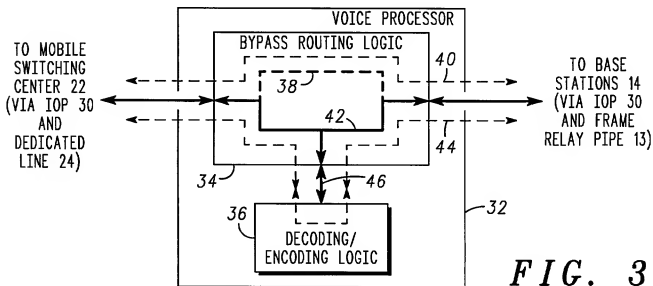 VOICE PROCESSOR
BYPASS ROUTING LOGIC
TO MOBILE
SWITCHING
CENTER 22
(VIA IOP 30
AND
DEDICATED
LINE 24)
38
40
42
44
TO BASE
STATIONS 14
(VIA IOP 30
AND FRAME
RELAY PIPE 13)
34
46
36
DECODING/
ENCODING LOGIC
32
FIG. 3